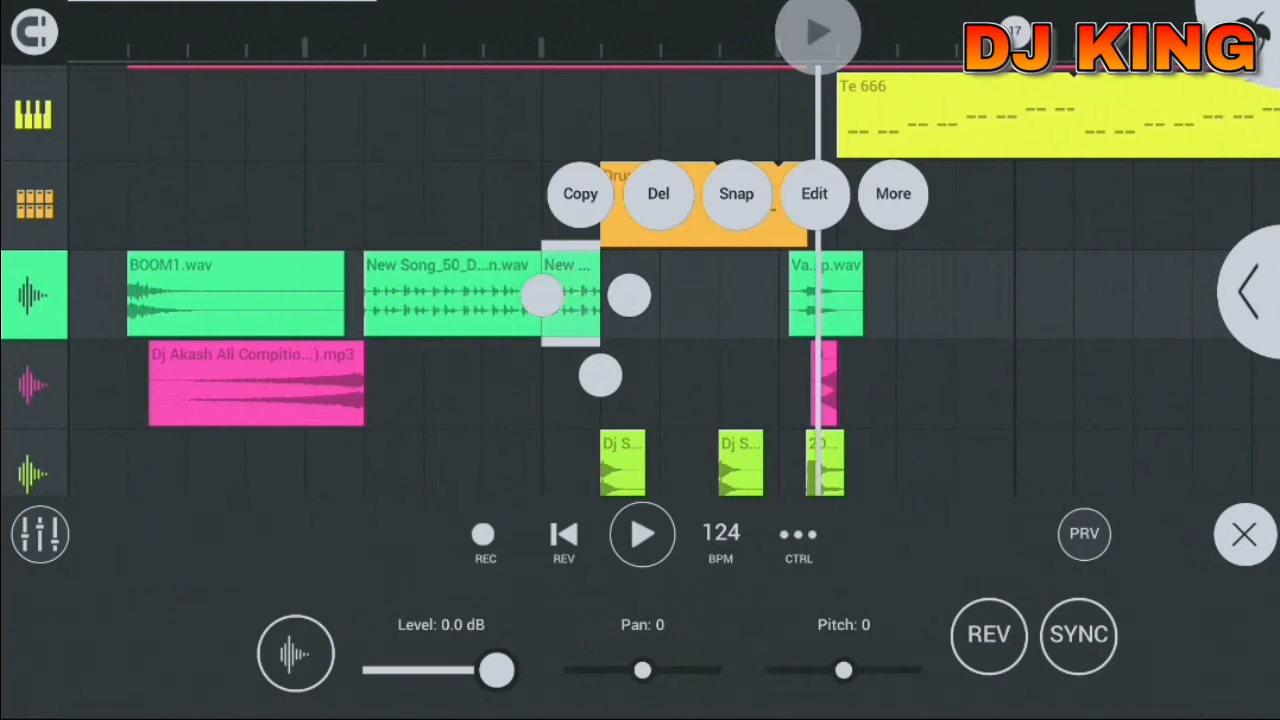 17
DJ KING
Te 666
Copy
Del
Snap
Edit
More
BOOM1.wav
New Song_50_D...n.wav
New ...
Va...p.wav
Dj Akash All Compitio...).mp3
Dj S...
Dj S...
20...
REC
REV
124
BPM
CTRL
PRV
Level: 0.0 dB
Pan: 0
Pitch: 0
REV
SYNC